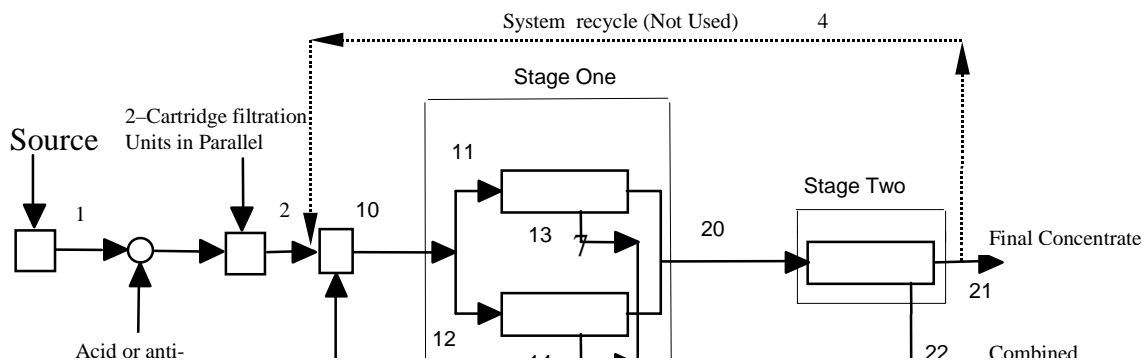 System recycle (Not Used) 4
Stage One
2–Cartridge filtration
Units in Parallel
Source
11
Stage Two
1
2
10
13
20
Final Concentrate
21
12
14
22
Acid or anti-
Combined